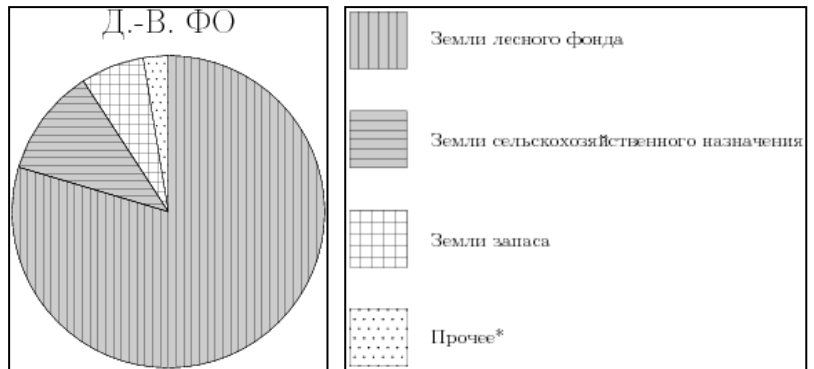 Д.-В. ФО
Земли лесного фонда
Земли сельскохозяйственного назначения
Земли запаса
Прочее*